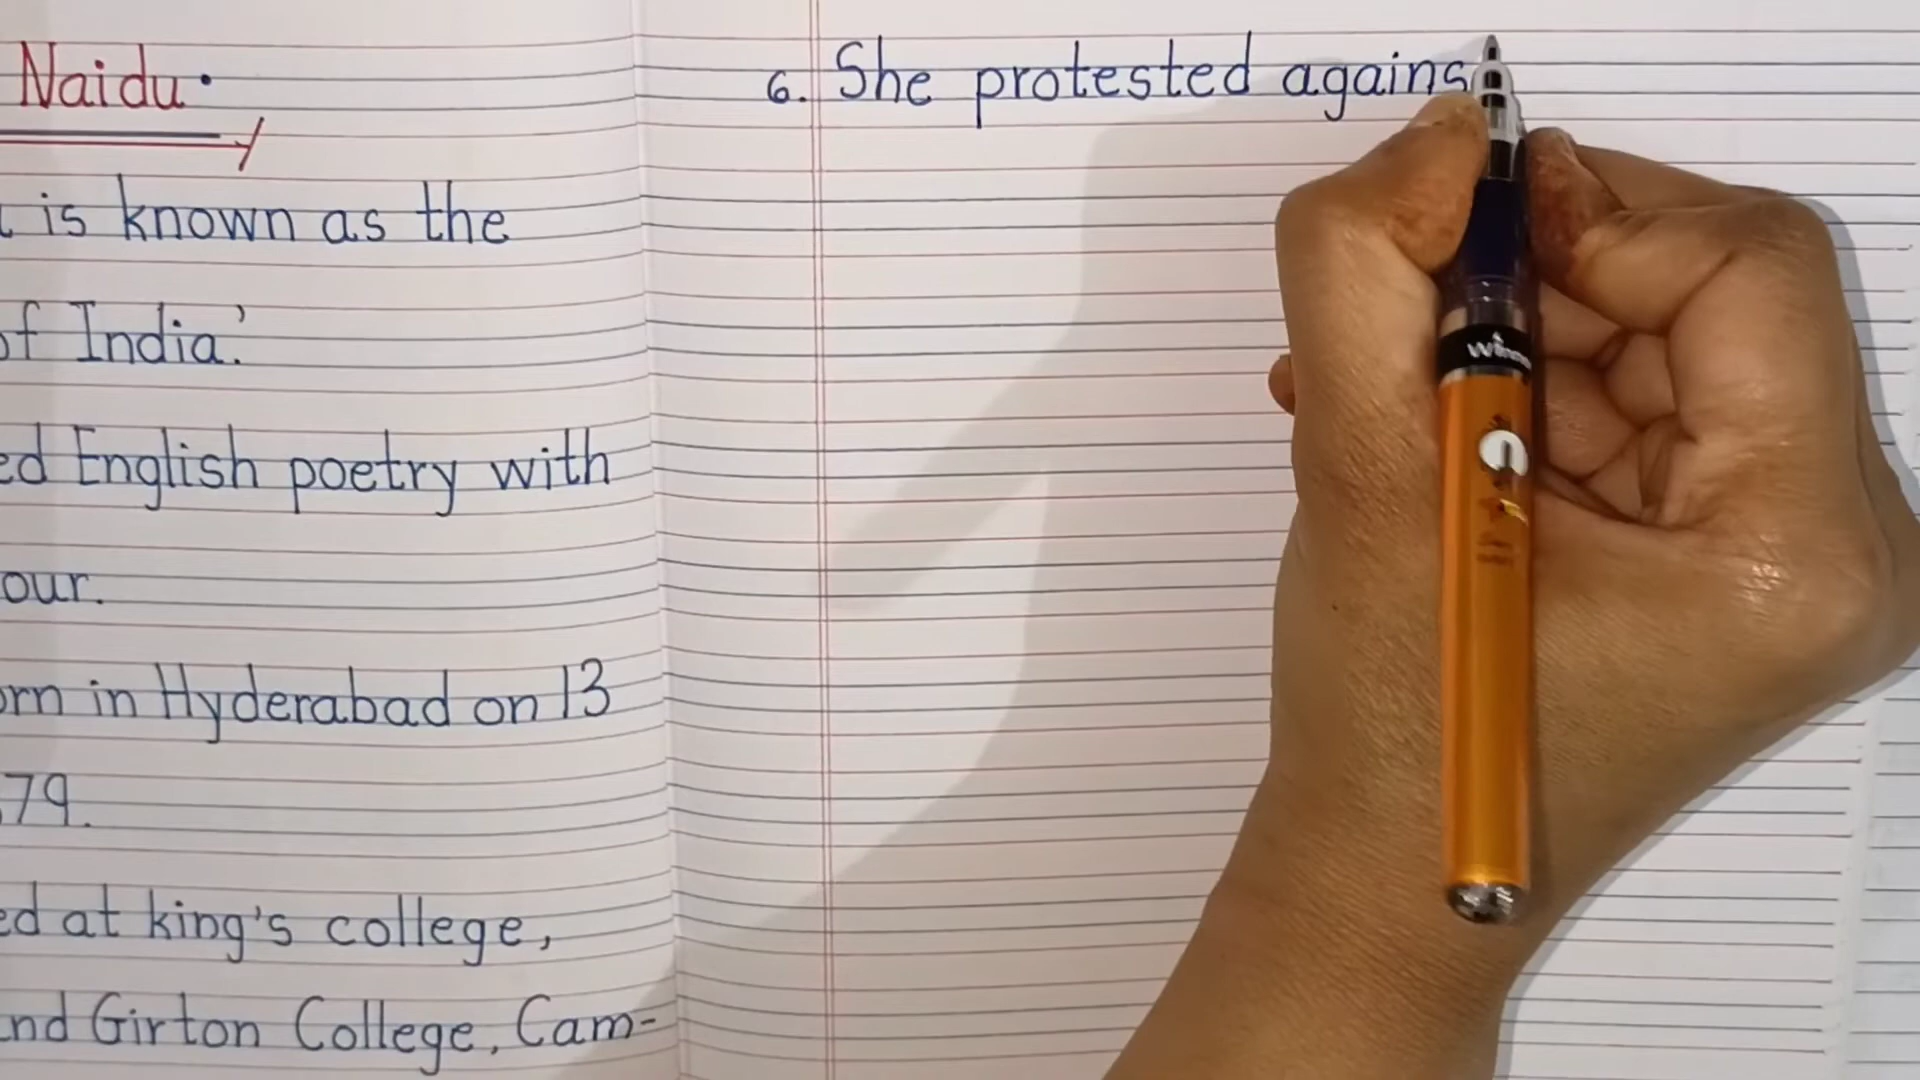 Naidu.
is known as the
of India.'
ed English poetry with
our.
orn in Hyderabad on 13
79.
ed at king's college,
nd Girton College, Cam-
6. She protested agains